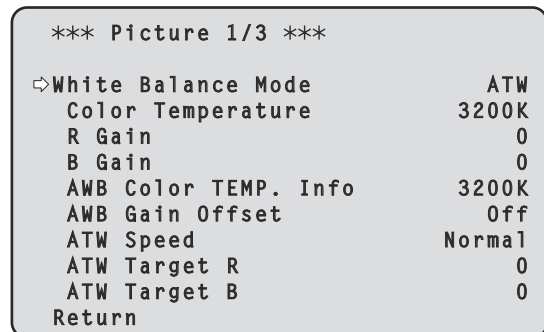 *** Picture 1/3 ***
⇨White Balance Mode ATW
Color Temperature 3200K
R Gain 0
B Gain 0
AWB Color TEMP. Info 3200K
AWB Gain Offset Off
ATW Speed Normal
ATW Target R 0
ATW Target B 0
Return